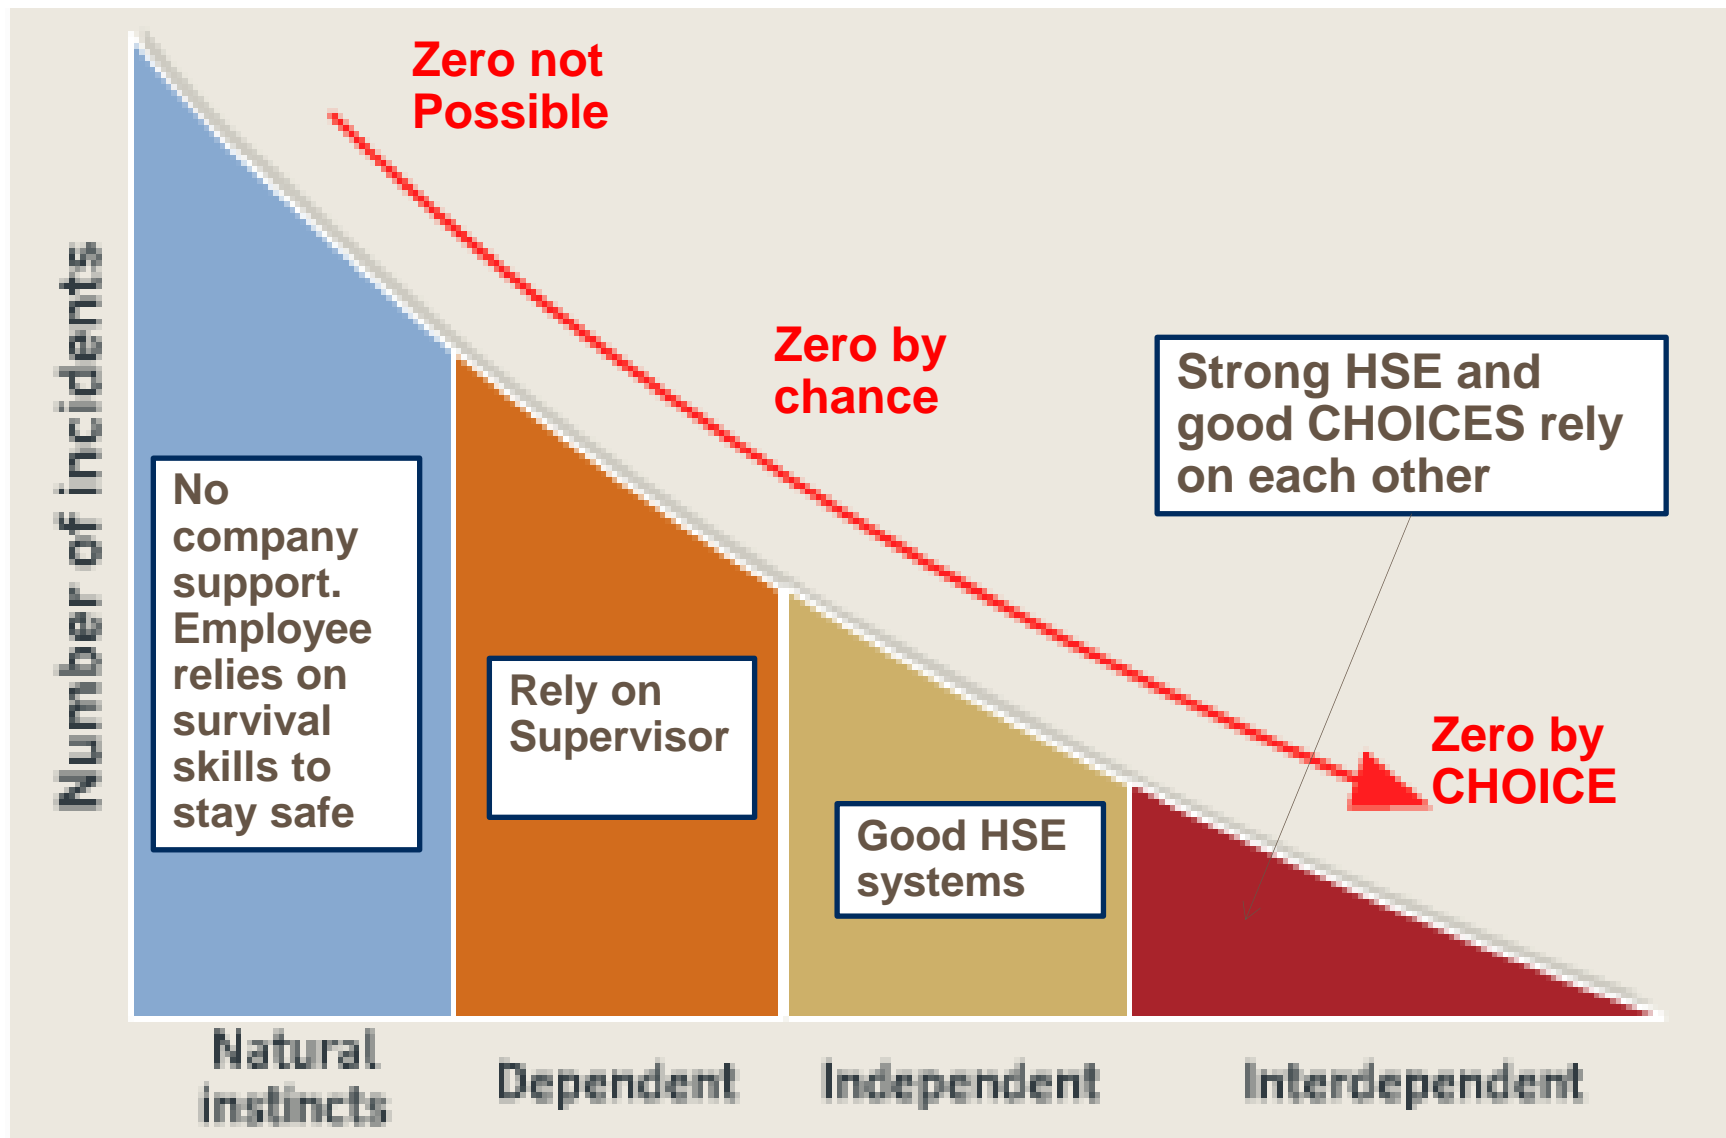 Zero not
Possible
Number of incidents
Zero by
chance
Strong HSE and
good CHOICES rely
on each other
No
company
support.
Employee
relies on
survival
skills to
stay safe
Rely on
Supervisor
Good HSE
systems
Zero by
CHOICE
Natural
instincts
Dependent
Independent
Interdependent